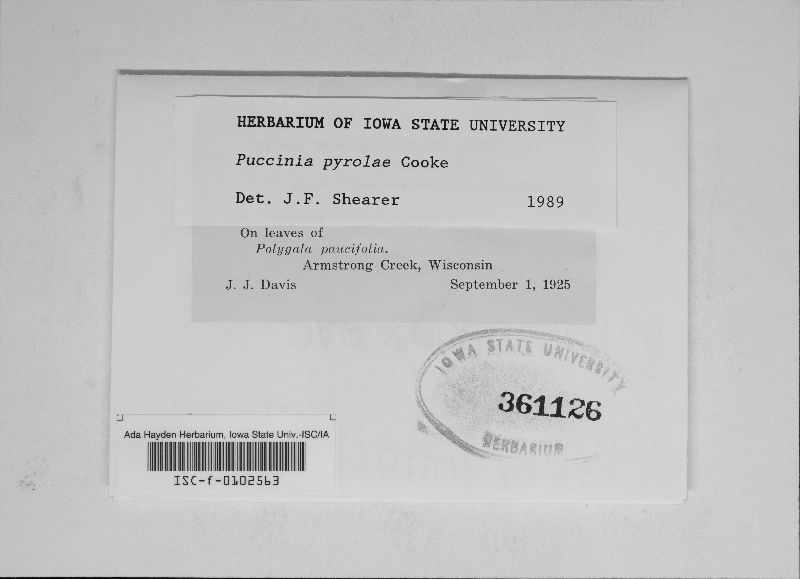 HERBARIUM OF IOWA STATE UNIVERSITY
Puccinia pyrolae Cooke
Det. J.F. Shearer 1989
On leaves of
Polygala paucifolia.
Armstrong Creek, Wisconsin
J. J. Davis September 1, 1925
IOWA STATE UNIVERSITY
361126
HERBARIUM
Ada Hayden Herbarium, Iowa State Univ.-ISC/IA
ISC-f-0102563